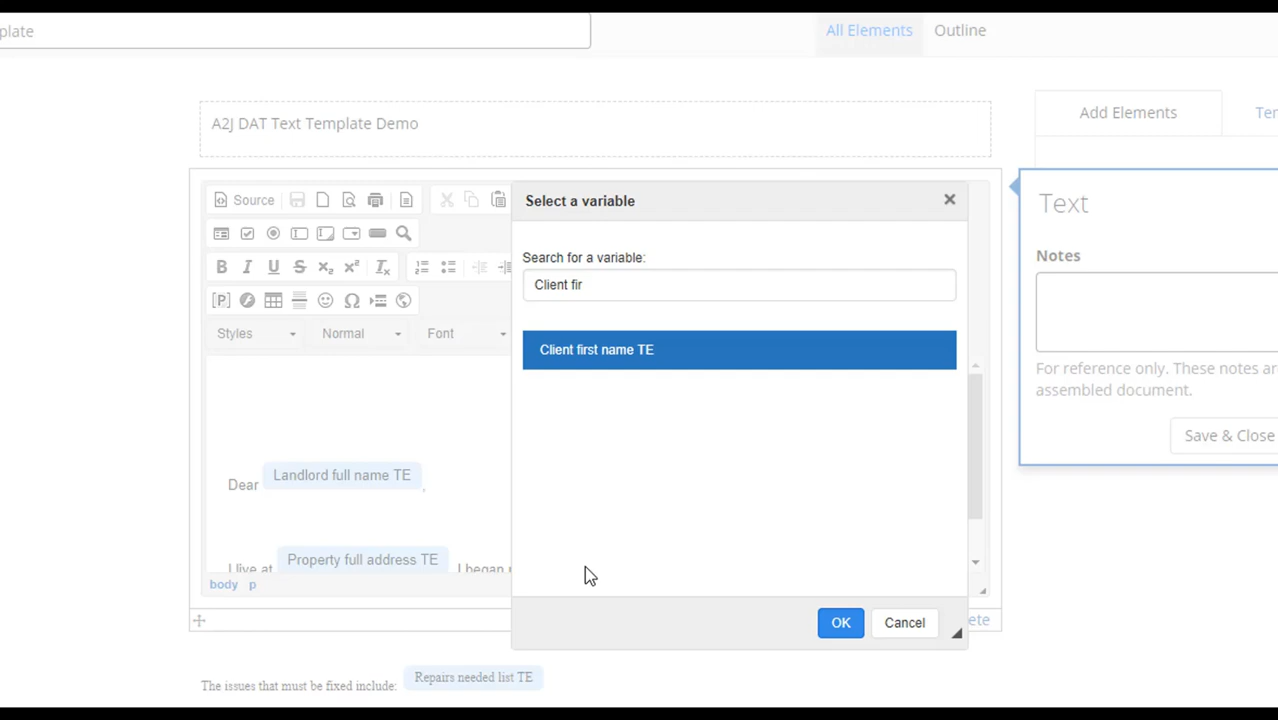 plate
All Elements
Outline
Add Elements
Ter
A2J DAT Text Template Demo
Source
Styles
Normal
Font
Select a variable
Search for a variable:
Client fir
Client first name TE
OK
Cancel
Text
Notes
For reference only. These notes are
assembled document.
Save & Close
Dear Landlord full name TE ,
I live at Property full address TE . I began r
body p
ete
The issues that must be fixed include: Repairs needed list TE